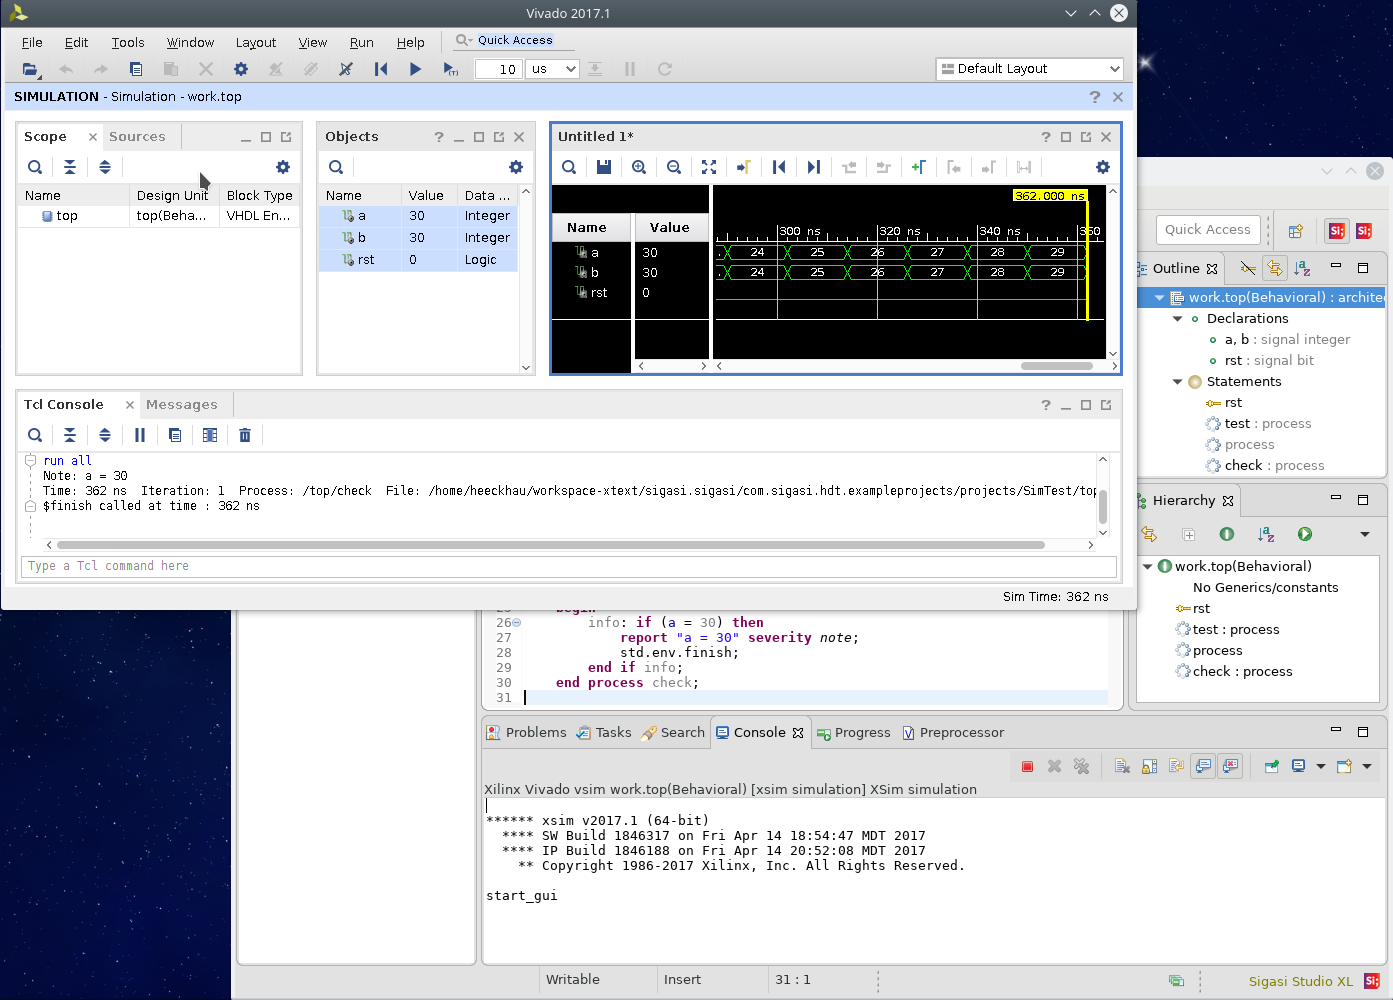 Vivado 2017.1
File Edit Tools Window Layout View Run Help Quick Access
10 us Default Layout
SIMULATION - Simulation - work.top
Scope Sources
Name Design Unit Block Type
top top(Beha... VHDL En...
Objects
Name Value Data ...
a 30 Integer
b 30 Integer
rst 0 Logic
Untitled 1*
362.000 ns
Name Value
300 ns 320 ns 340 ns 360
a 30 24 25 26 27 28 29
b 30 24 25 26 27 28 29
rst 0
Tcl Console Messages
run all
Note: a = 30
Time: 362 ns Iteration: 1 Process: /top/check File: /home/heeckhau/workspace-xtext/sigasi.sigasi/com.sigasi.hdt.exampleprojects/projects/SimTest/top
$finish called at time : 362 ns
Type a Tcl command here
Sim Time: 362 ns
Quick Access
Si; Si;
Outline
work.top(Behavioral) : archite
Declarations
a, b : signal integer
rst : signal bit
Statements
rst
test : process
process
check : process
Hierarchy
work.top(Behavioral)
No Generics/constants
rst
test : process
process
check : process
25 begin
26 info: if (a = 30) then
27 report "a = 30" severity note;
28 std.env.finish;
29 end if info;
30 end process check;
31
Problems Tasks Search Console Progress Preprocessor
Xilinx Vivado vsim work.top(Behavioral) [xsim simulation] XSim simulation
****** xsim v2017.1 (64-bit)
**** SW Build 1846317 on Fri Apr 14 18:54:47 MDT 2017
**** IP Build 1846188 on Fri Apr 14 20:52:08 MDT 2017
** Copyright 1986-2017 Xilinx, Inc. All Rights Reserved.
start_gui
Writable Insert 31 : 1 Sigasi Studio XL Si;